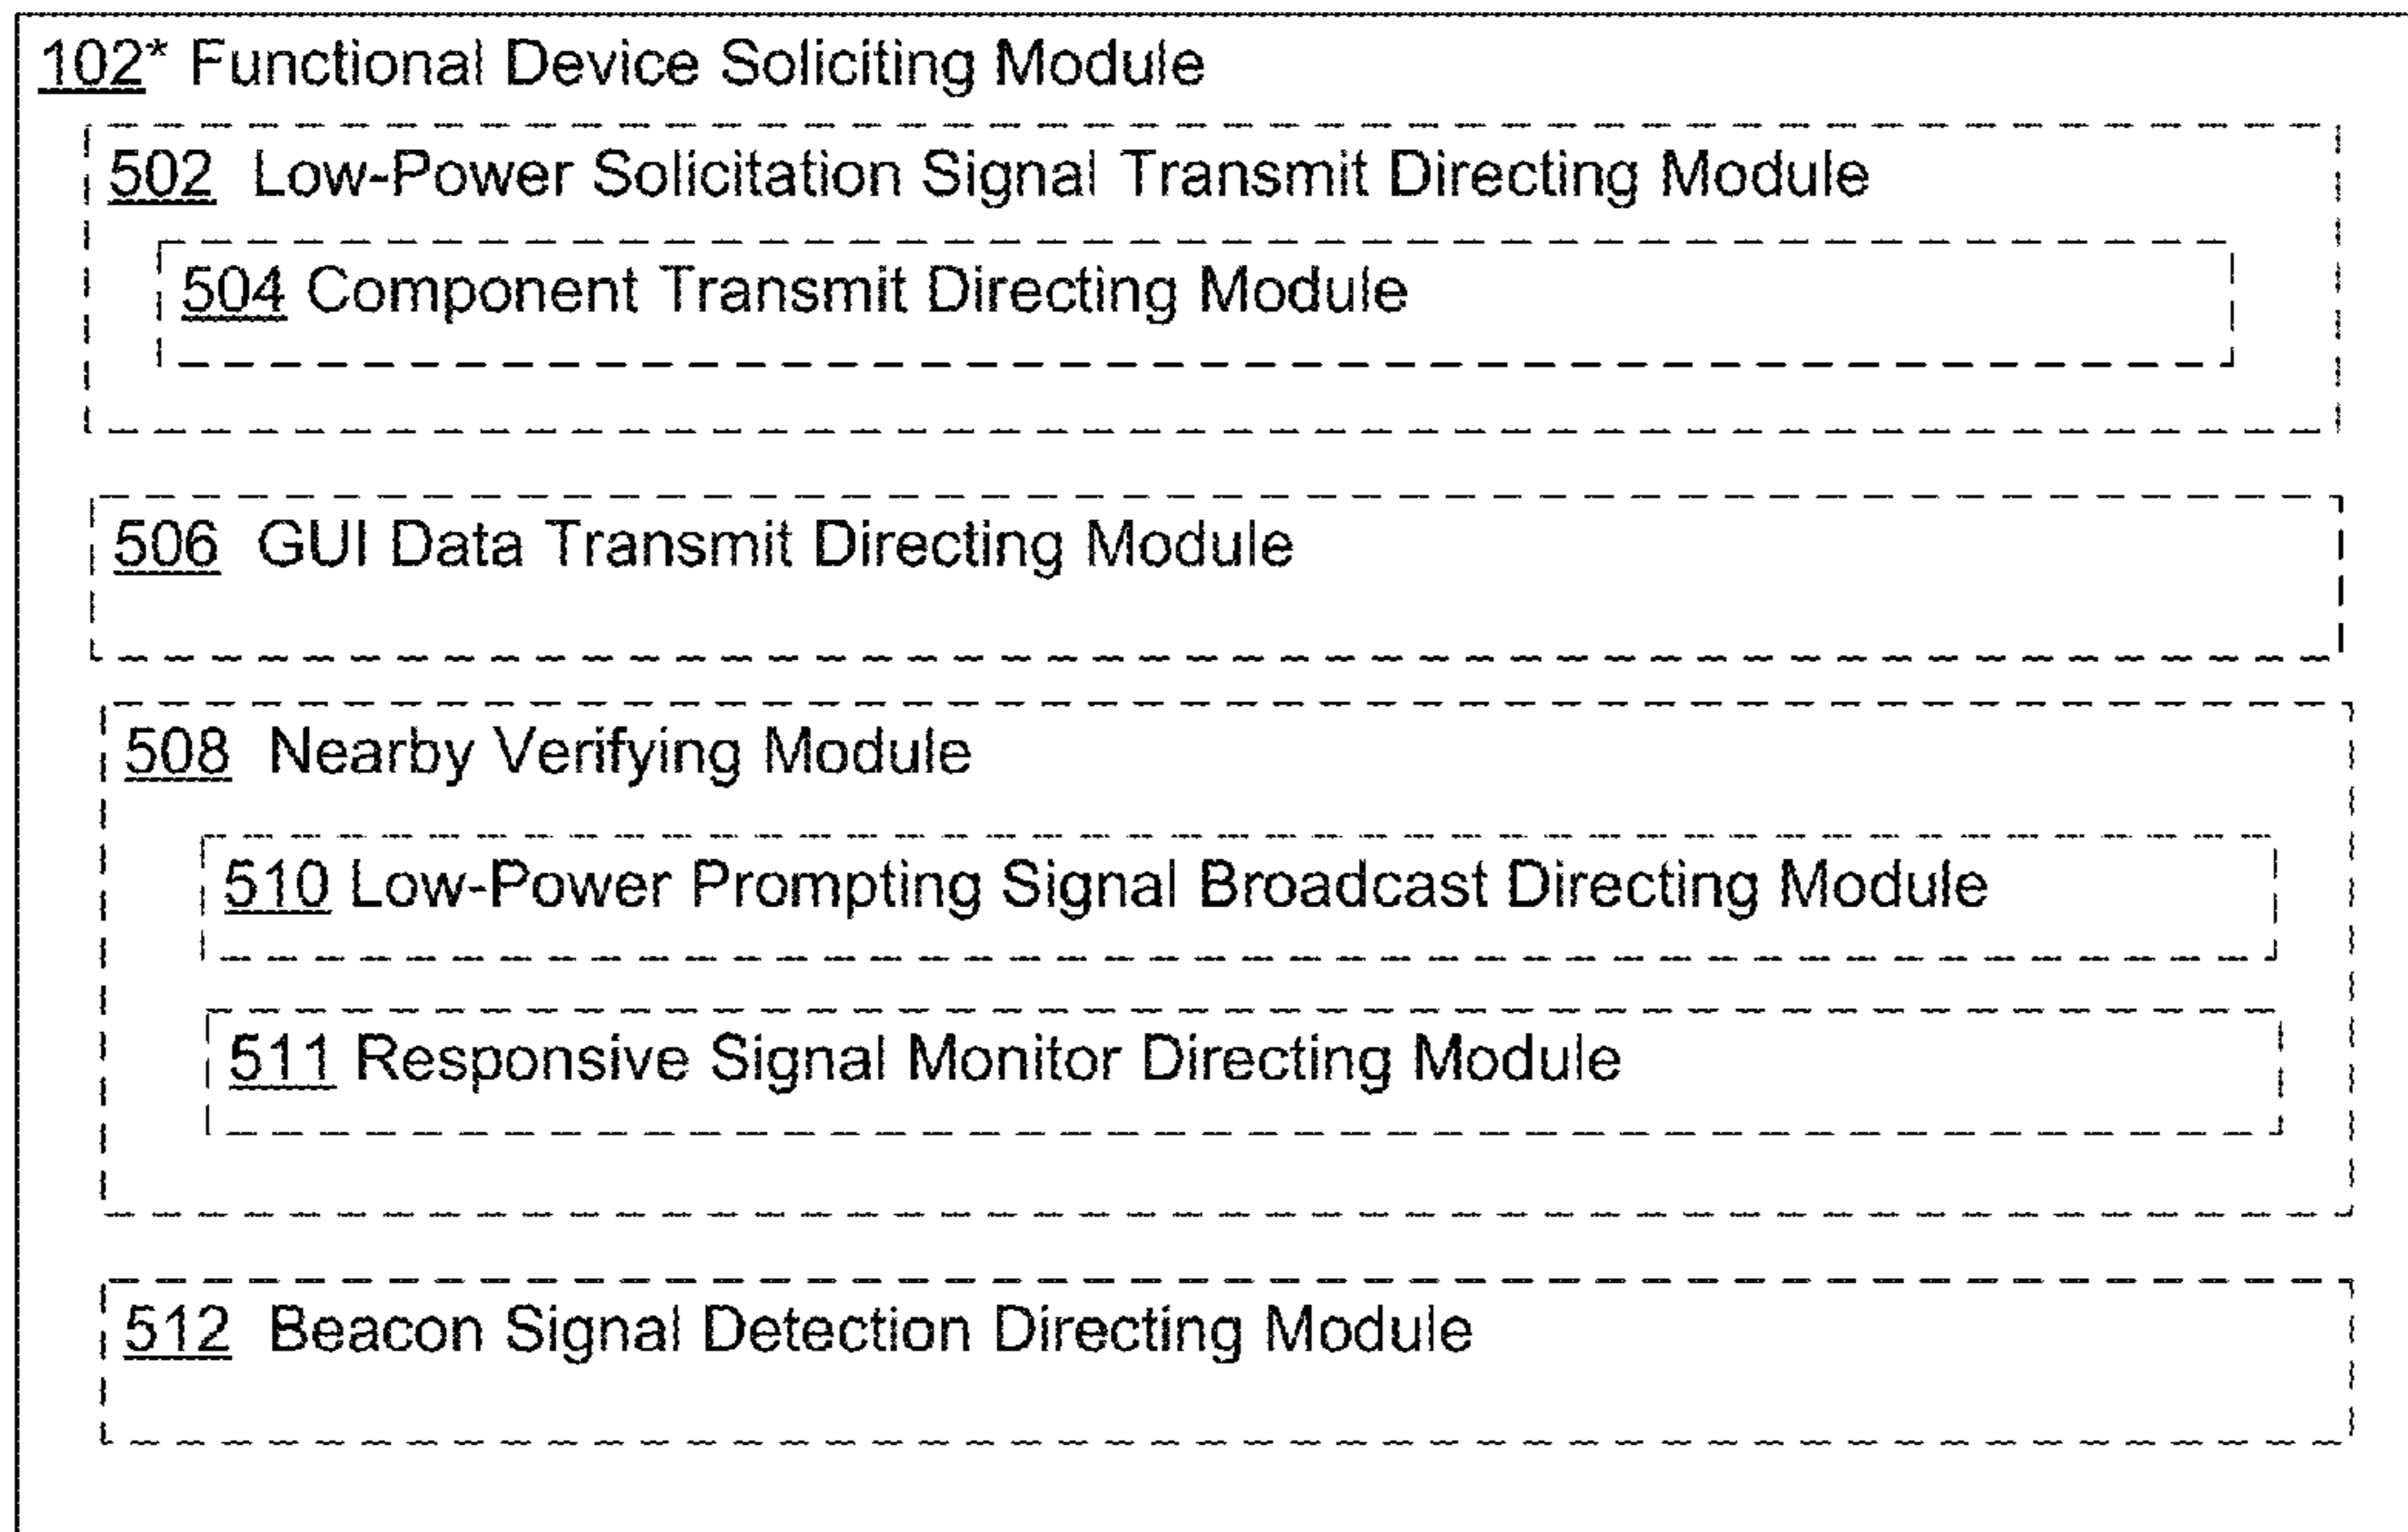 102* Functional Device Soliciting Module
502 Low-Power Solicitation Signal Transmit Directing Module
504 Component Transmit Directing Module
506 GUI Data Transmit Directing Module
508 Nearby Verifying Module
510 Low-Power Prompting Signal Broadcast Directing Module
511 Responsive Signal Monitor Directing Module
512 Beacon Signal Detection Directing Module